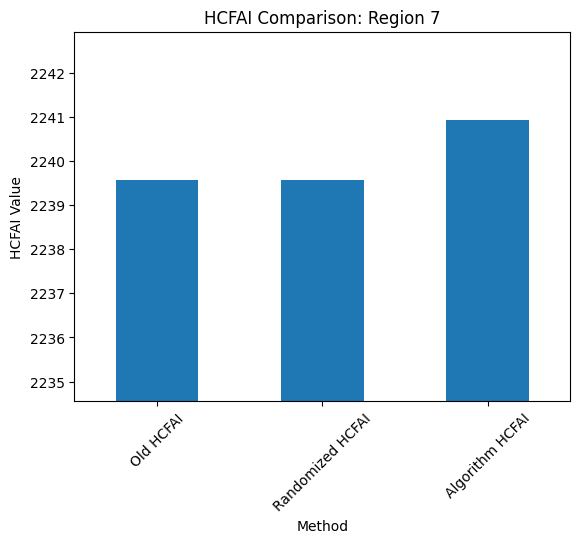 HCFAI Comparison: Region 7
HCFAI Value
2242
2241
2240
2239
2238
2237
2236
2235
Old HCFAI
Randomized HCFAI
Algorithm HCFAI
Method